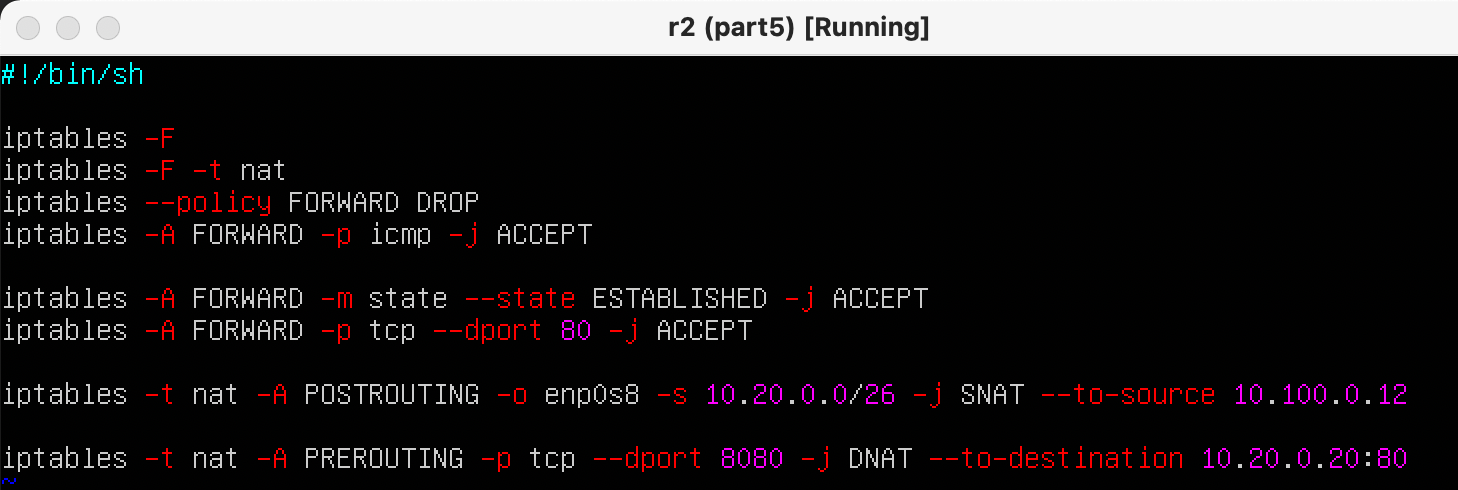 r2 (part5) [Running]
#!/bin/sh
iptables -F
iptables -F -t nat
iptables --policy FORWARD DROP
iptables -A FORWARD -p icmp -j ACCEPT
iptables -A FORWARD -m state --state ESTABLISHED -j ACCEPT
iptables -A FORWARD -p tcp --dport 80 -j ACCEPT
iptables -t nat -A POSTROUTING -o enp0s8 -s 10.20.0.0/26 -j SNAT --to-source 10.100.0.12
iptables -t nat -A PREROUTING -p tcp --dport 8080 -j DNAT --to-destination 10.20.0.20:80
~